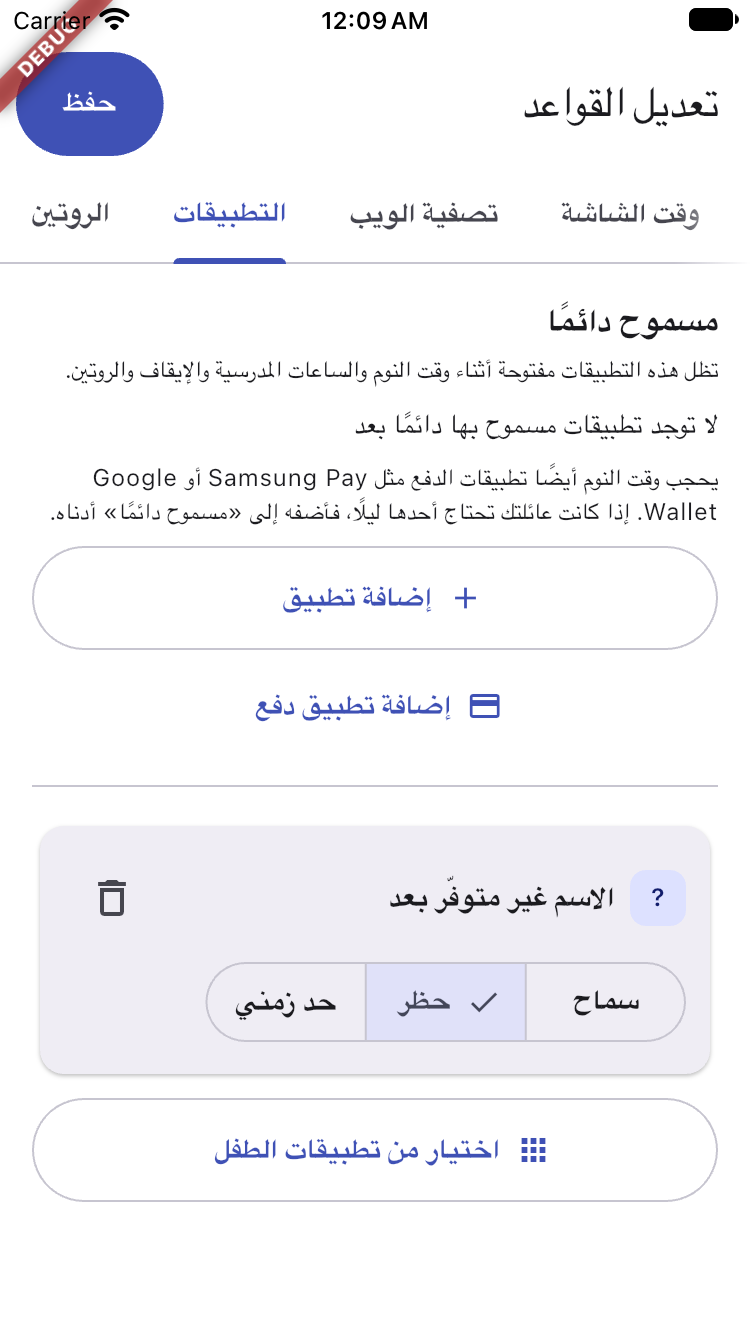 Carrier
12:09 AM
DEBUG
تعديل القواعد
حفظ
وقت الشاشة
تصفية الويب
التطبيقات
الروتين
مسموح دائمًا
تظل هذه التطبيقات مفتوحة أثناء وقت النوم والساعات المدرسية والإيقاف والروتين.
لا توجد تطبيقات مسموح بها دائمًا بعد
يحجب وقت النوم أيضًا تطبيقات الدفع مثل Samsung Pay أو Google
Wallet. إذا كانت عائلتك تحتاج أحدها ليلًا، فأضفه إلى «مسموح دائمًا» أدناه.
إضافة تطبيق
إضافة تطبيق دفع
?
الاسم غير متوفّر بعد
سماح
حظر
حد زمني
اختيار من تطبيقات الطفل